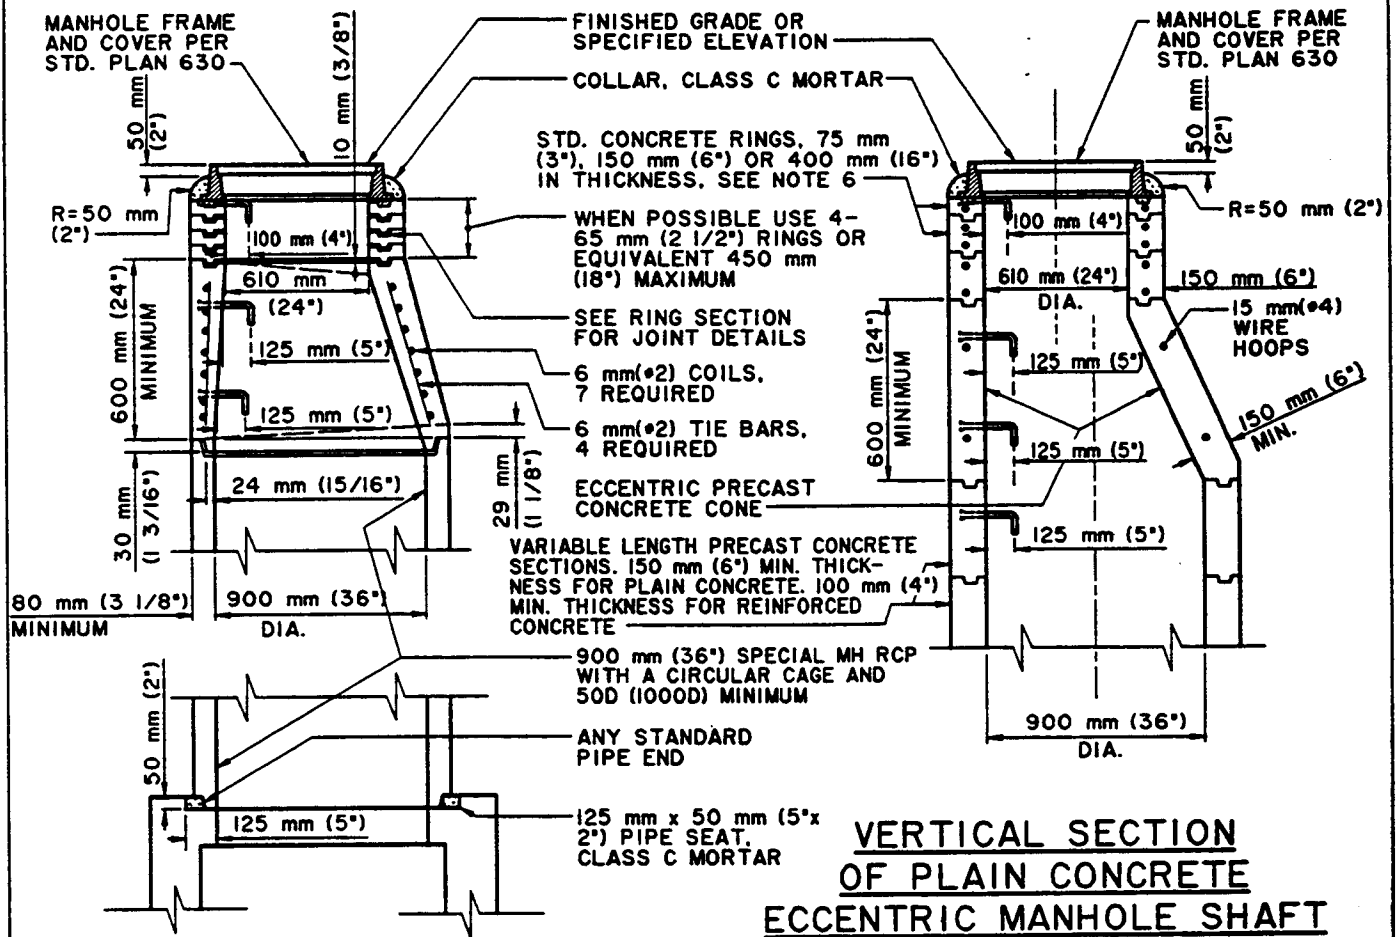 MANHOLE FRAME
AND COVER PER
STD. PLAN 630
50 mm
(2")
10 mm (3/8")
FINISHED GRADE OR
SPECIFIED ELEVATION
COLLAR, CLASS C MORTAR
STD. CONCRETE RINGS, 75 mm
(3"), 150 mm (6") OR 400 mm (16")
IN THICKNESS, SEE NOTE 6
WHEN POSSIBLE USE 4-
65 mm (2 1/2") RINGS OR
EQUIVALENT 450 mm
(18") MAXIMUM
SEE RING SECTION
FOR JOINT DETAILS
6 mm(#2) COILS,
7 REQUIRED
6 mm(#2) TIE BARS,
4 REQUIRED
ECCENTRIC PRECAST
CONCRETE CONE
VARIABLE LENGTH PRECAST CONCRETE
SECTIONS. 150 mm (6") MIN. THICK-
NESS FOR PLAIN CONCRETE. 100 mm (4")
MIN. THICKNESS FOR REINFORCED
CONCRETE
900 mm (36") SPECIAL MH RCP
WITH A CIRCULAR CAGE AND
50D (1000D) MINIMUM
ANY STANDARD
PIPE END
125 mm x 50 mm (5"x
2") PIPE SEAT,
CLASS C MORTAR
R=50 mm
(2")
100 mm (4")
610 mm
(24")
600 mm (24")
MINIMUM
125 mm (5")
125 mm (5")
24 mm (15/16")
29 mm
(1 1/8")
30 mm
(1 3/16")
80 mm (3 1/8")
MINIMUM
900 mm (36")
DIA.
50 mm (2")
125 mm (5")
MANHOLE FRAME
AND COVER PER
STD. PLAN 630
50 mm
(2")
R=50 mm (2")
100 mm (4")
610 mm (24")
DIA.
150 mm (6")
15 mm(#4)
WIRE
HOOPS
600 mm (24")
MINIMUM
125 mm (5")
150 mm (6")
MIN.
125 mm (5")
125 mm (5")
900 mm (36")
DIA.
VERTICAL SECTION
OF PLAIN CONCRETE
ECCENTRIC MANHOLE SHAFT